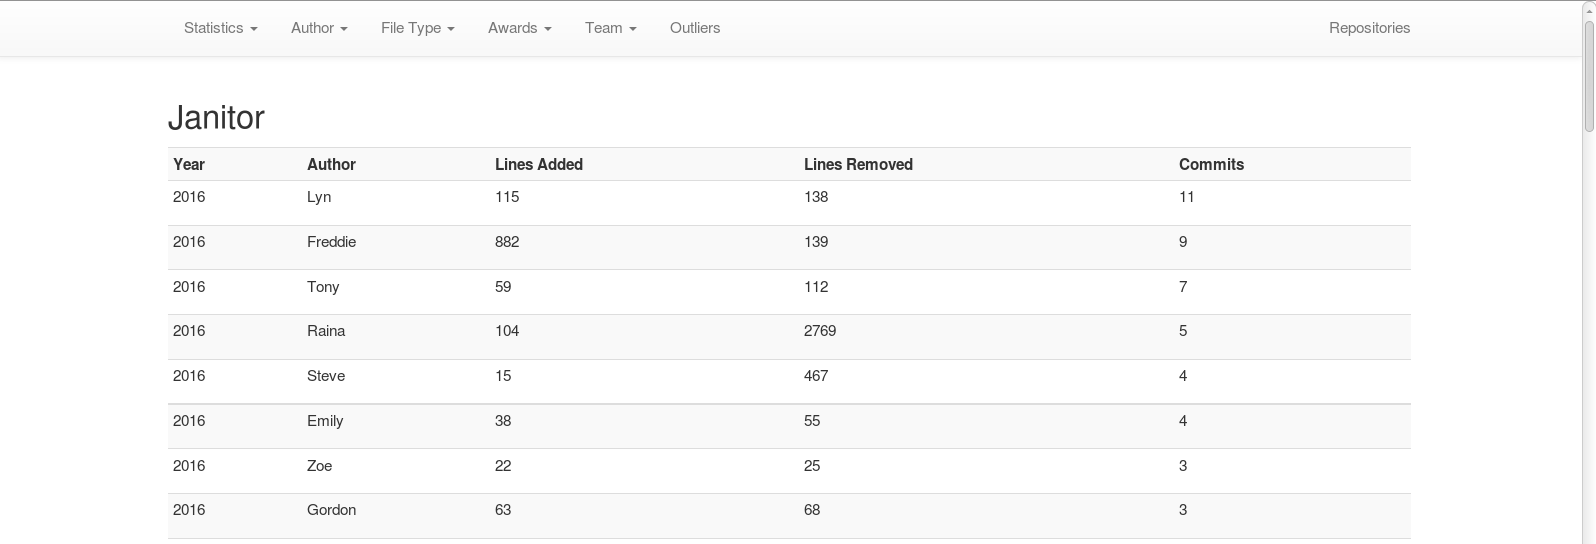 Statistics Author File Type Awards Team Outliers Repositories
Janitor
Year Author Lines Added Lines Removed Commits
2016 Lyn 115 138 11
2016 Freddie 882 139 9
2016 Tony 59 112 7
2016 Raina 104 2769 5
2016 Steve 15 467 4
2016 Emily 38 55 4
2016 Zoe 22 25 3
2016 Gordon 63 68 3